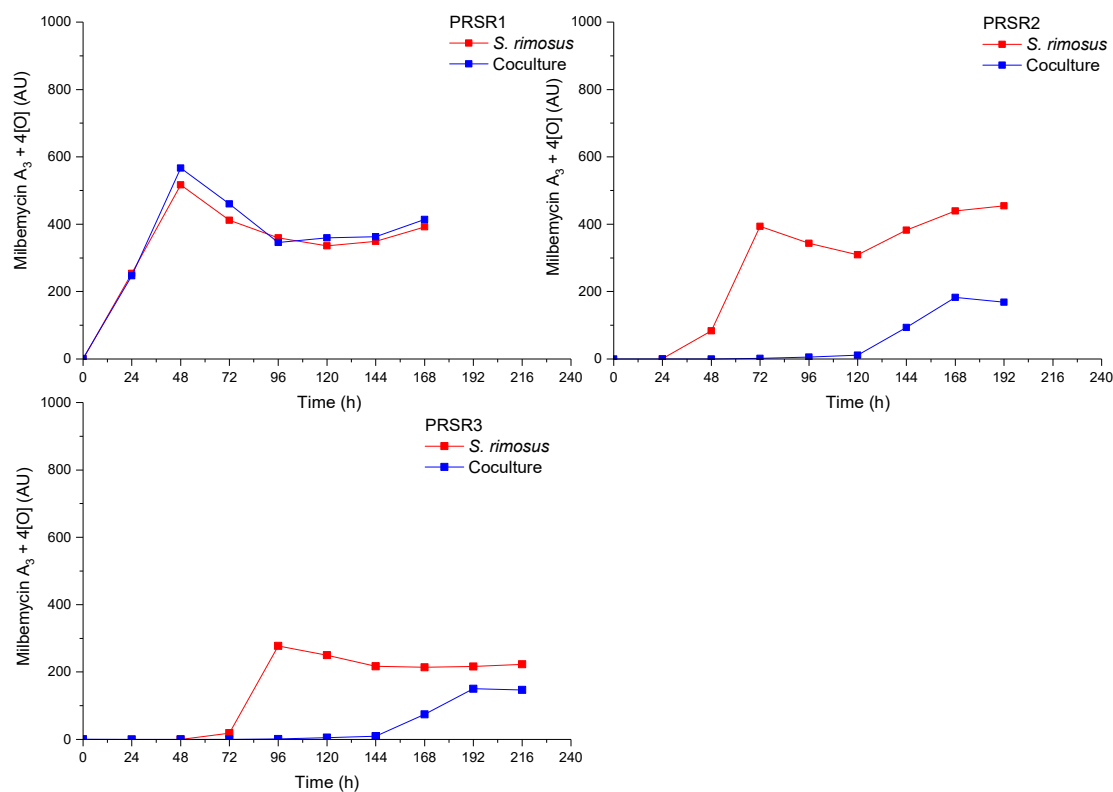 PRSR1
S. rimosus
Coculture
Milbemycin A3 + 4[O] (AU)
1000
800
600
400
200
0
0 24 48 72 96 120 144 168 192 216 240
Time (h)
PRSR2
S. rimosus
Coculture
Milbemycin A3 + 4[O] (AU)
1000
800
600
400
200
0
0 24 48 72 96 120 144 168 192 216 240
Time (h)
PRSR3
S. rimosus
Coculture
Milbemycin A3 + 4[O] (AU)
1000
800
600
400
200
0
0 24 48 72 96 120 144 168 192 216 240
Time (h)